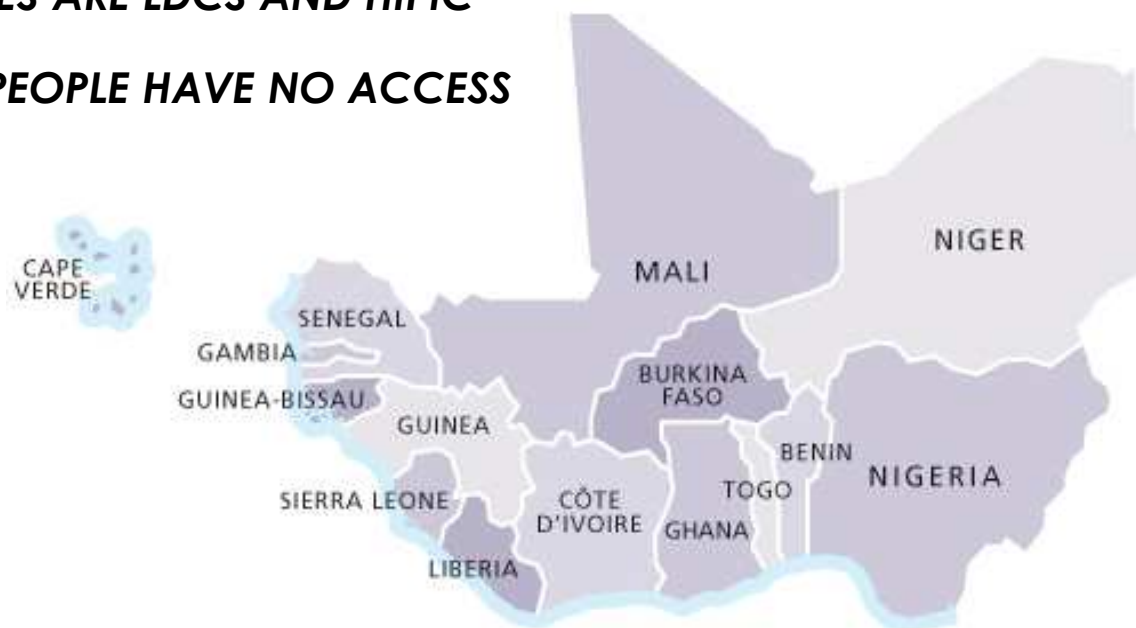 ES ARE LDCS AND HIPIC
PEOPLE HAVE NO ACCESS
NIGER
MALI
CAPE
VERDE
SENEGAL
GAMBIA
BURKINA
FASO
GUINEA-BISSAU
GUINEA
BENIN
NIGERIA
TOGO
SIERRA LEONE
CÔTE
D'IVOIRE
GHANA
LIBERIA